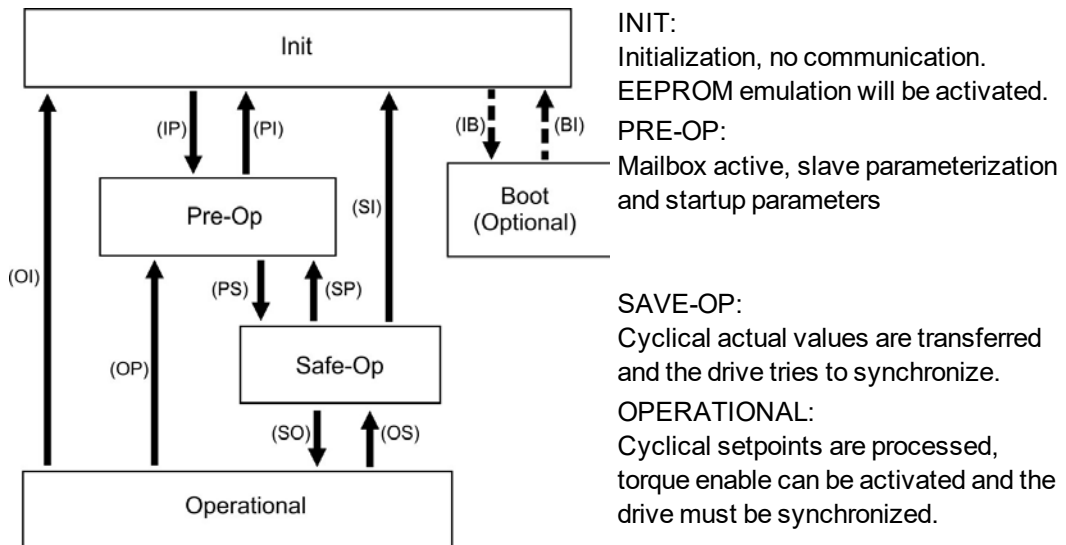 Init
(IP)
(PI)
(IB)
(BI)
Pre-Op
(SI)
Boot
(Optional)
(OI)
(PS)
(SP)
Safe-Op
(OP)
(SO)
(OS)
Operational
INIT:
Initialization, no communication.
EEPROM emulation will be activated.
PRE-OP:
Mailbox active, slave parameterization
and startup parameters
SAVE-OP:
Cyclical actual values are transferred
and the drive tries to synchronize.
OPERATIONAL:
Cyclical setpoints are processed,
torque enable can be activated and the
drive must be synchronized.